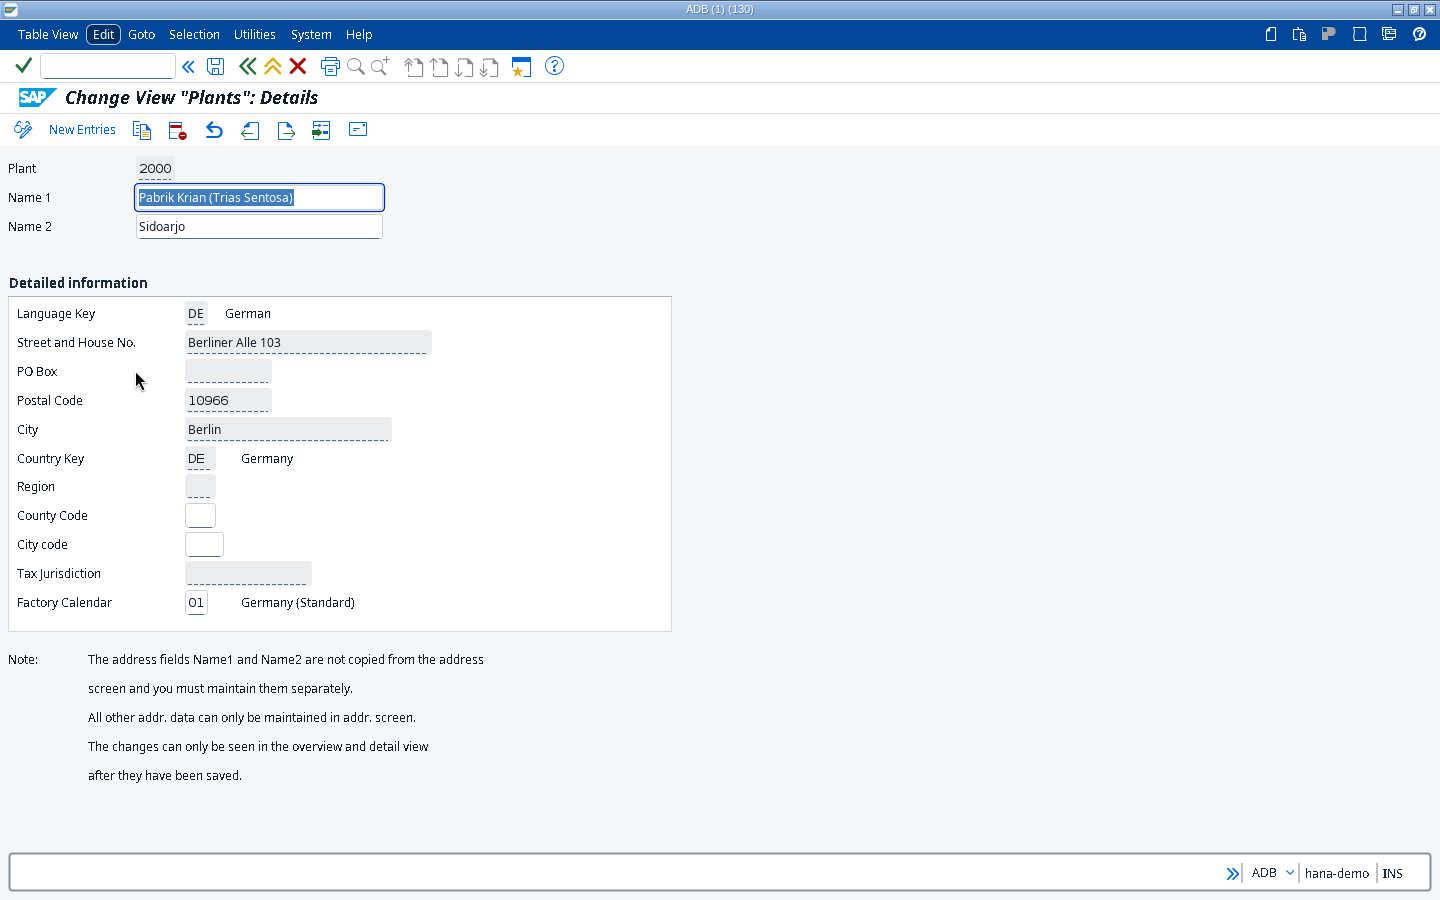 ADB (1) (130)
Table View Edit Goto Selection Utilities System Help
SAP Change View "Plants": Details
New Entries
Plant 2000
Name 1 Pabrik Krian (Trias Sentosa)
Name 2 Sidoarjo
Detailed information
Language Key DE German
Street and House No. Berliner Alle 103
PO Box
Postal Code 10966
City Berlin
Country Key DE Germany
Region
County Code
City code
Tax Jurisdiction
Factory Calendar 01 Germany (Standard)
Note: The address fields Name1 and Name2 are not copied from the address
screen and you must maintain them separately.
All other addr. data can only be maintained in addr. screen.
The changes can only be seen in the overview and detail view
after they have been saved.
ADB hana-demo INS